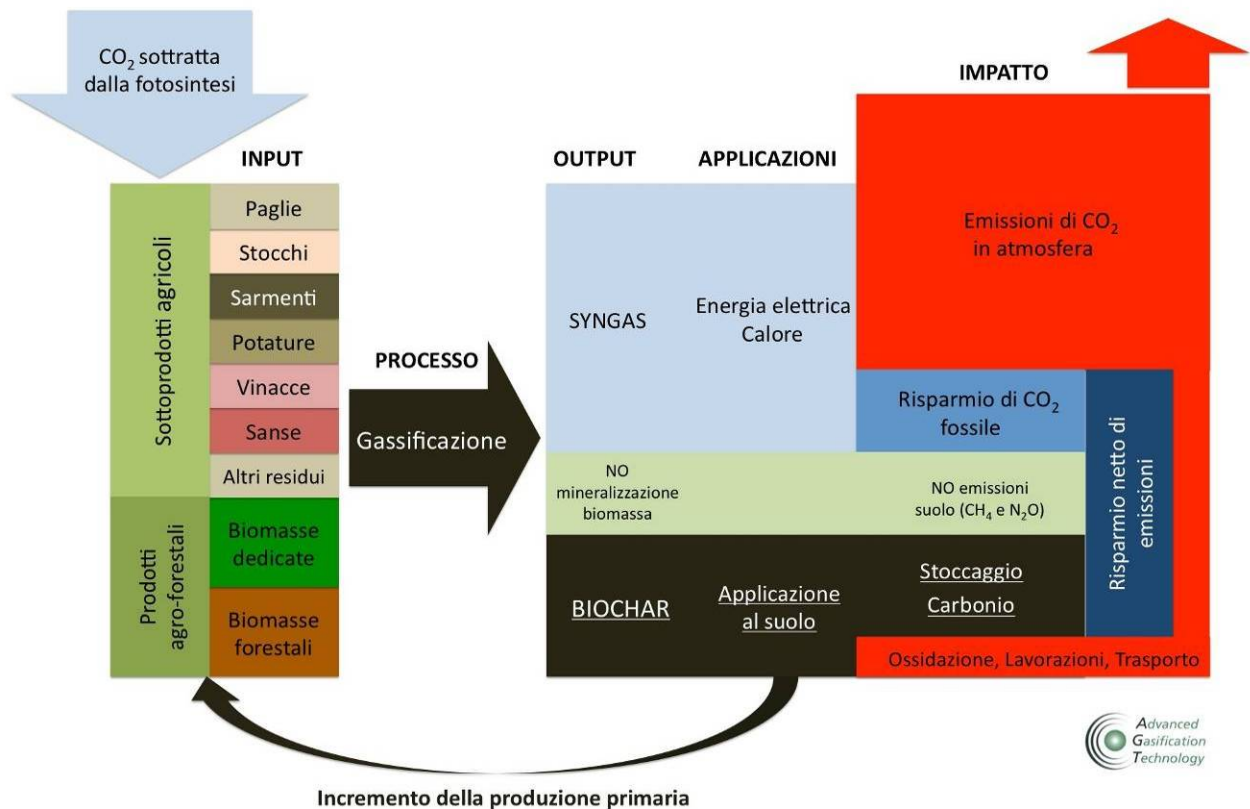 CO₂ sottratta
dalla fotosintesi
INPUT
Sottoprodotti agricoli
Paglie
Stocchi
Sarmenti
Potature
Vinacce
Sanse
Altri residui
Prodotti
agro-forestali
Biomasse
dedicate
Biomasse
forestali
PROCESSO
Gassificazione
OUTPUT
APPLICAZIONI
IMPATTO
SYNGAS
Energia elettrica
Calore
Emissioni di CO₂
in atmosfera
Risparmio di CO₂
fossile
NO
mineralizzazione
biomassa
NO emissioni
suolo (CH₄ e N₂O)
Risparmio netto di
emissioni
BIOCHAR
Applicazione
al suolo
Stoccaggio
Carbonio
Ossidazione, Lavorazioni, Trasporto
Incremento della produzione primaria
Advanced
Gasification
Technology